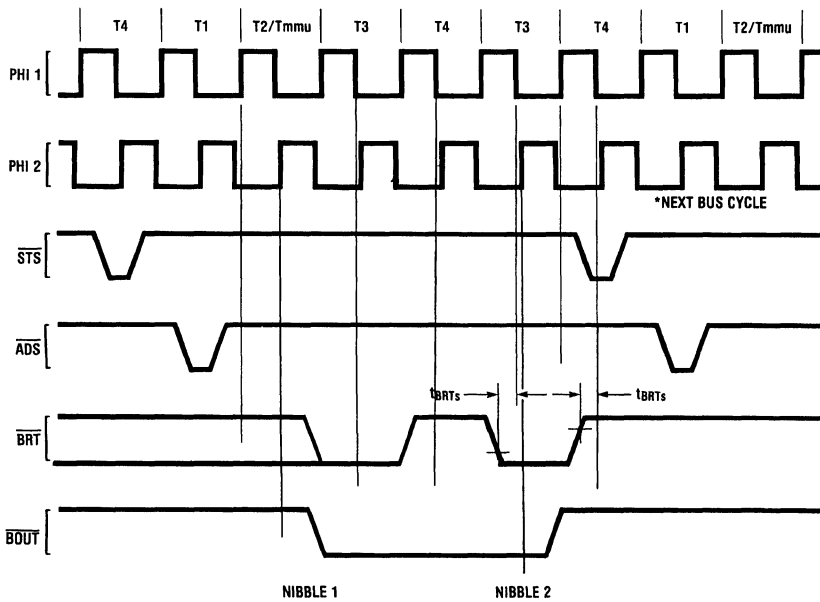 T4 T1 T2/Tmmu T3 T4 T3 T4 T1 T2/Tmmu
PHI 1
PHI 2
*NEXT BUS CYCLE
STS
ADS
tBRTs tBRTs
BRT
BOUT
NIBBLE 1 NIBBLE 2